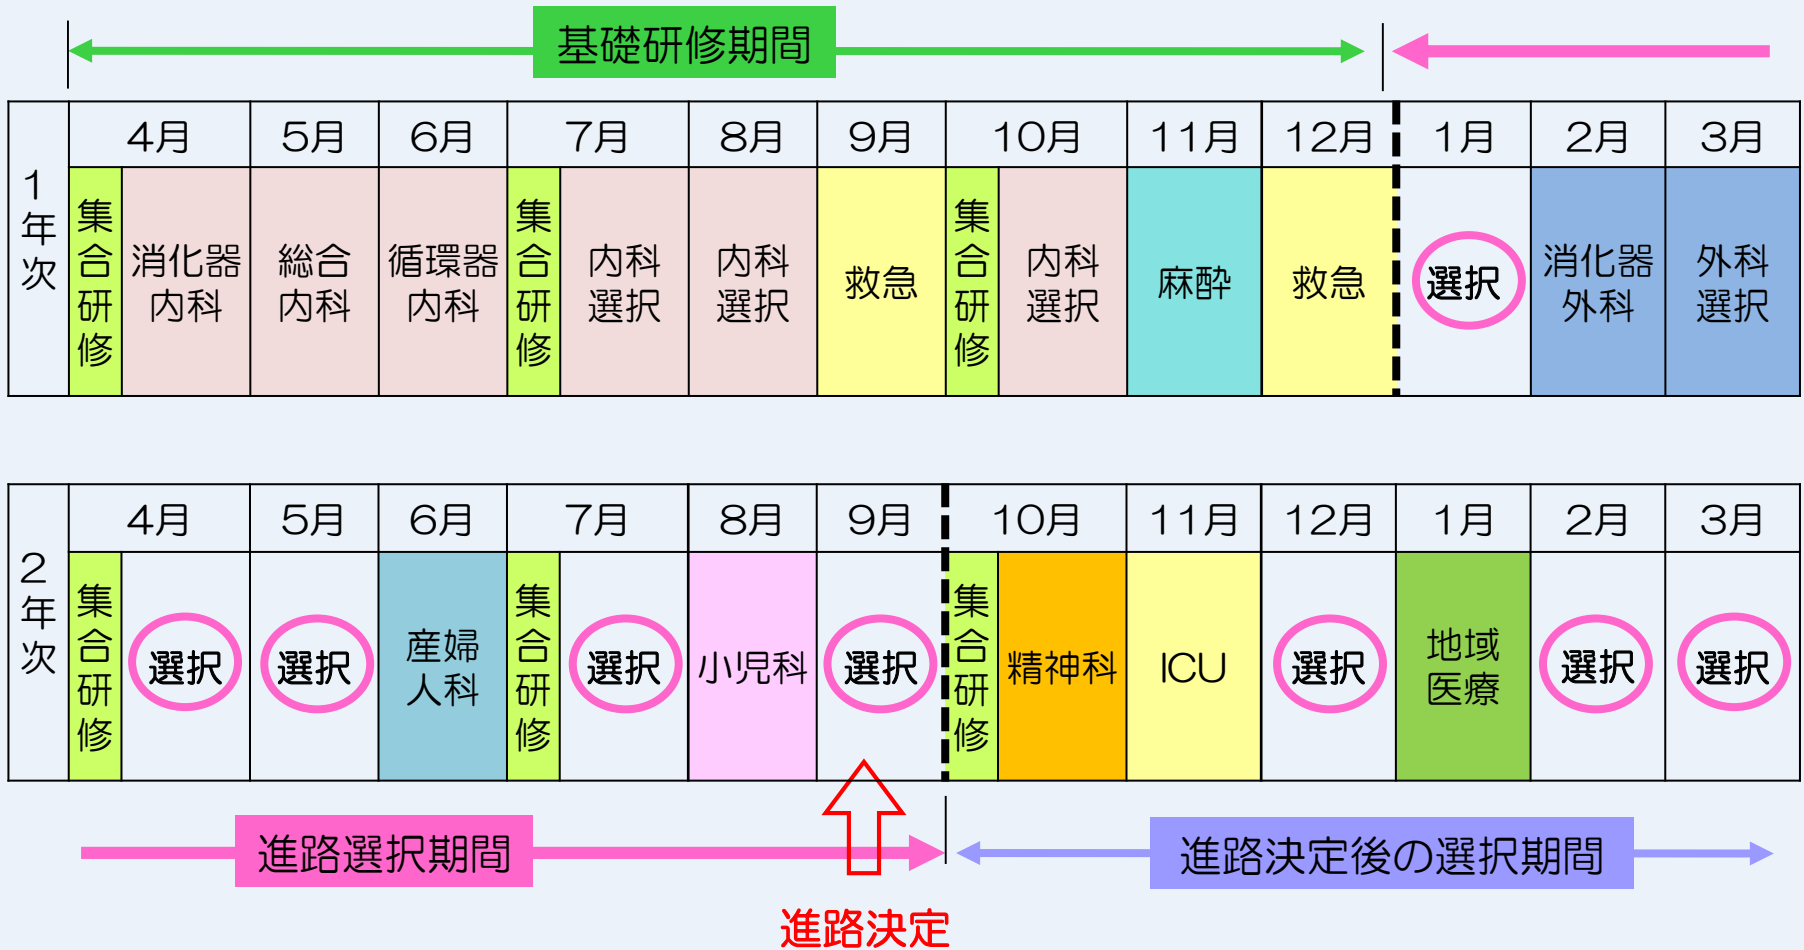 基礎研修期間
1年次
4月 5月 6月 7月 8月 9月 10月 11月 12月 1月 2月 3月
集合研修
消化器
内科
総合
内科
循環器
内科
集合研修
内科
選択
内科
選択
救急
集合研修
内科
選択
麻酔
救急
選択
消化器
外科
外科
選択
2年次
4月 5月 6月 7月 8月 9月 10月 11月 12月 1月 2月 3月
集合研修
選択
選択
産婦
人科
集合研修
選択
小児科
選択
集合研修
精神科
ICU
選択
地域
医療
選択
選択
進路選択期間
進路決定後の選択期間
進路決定